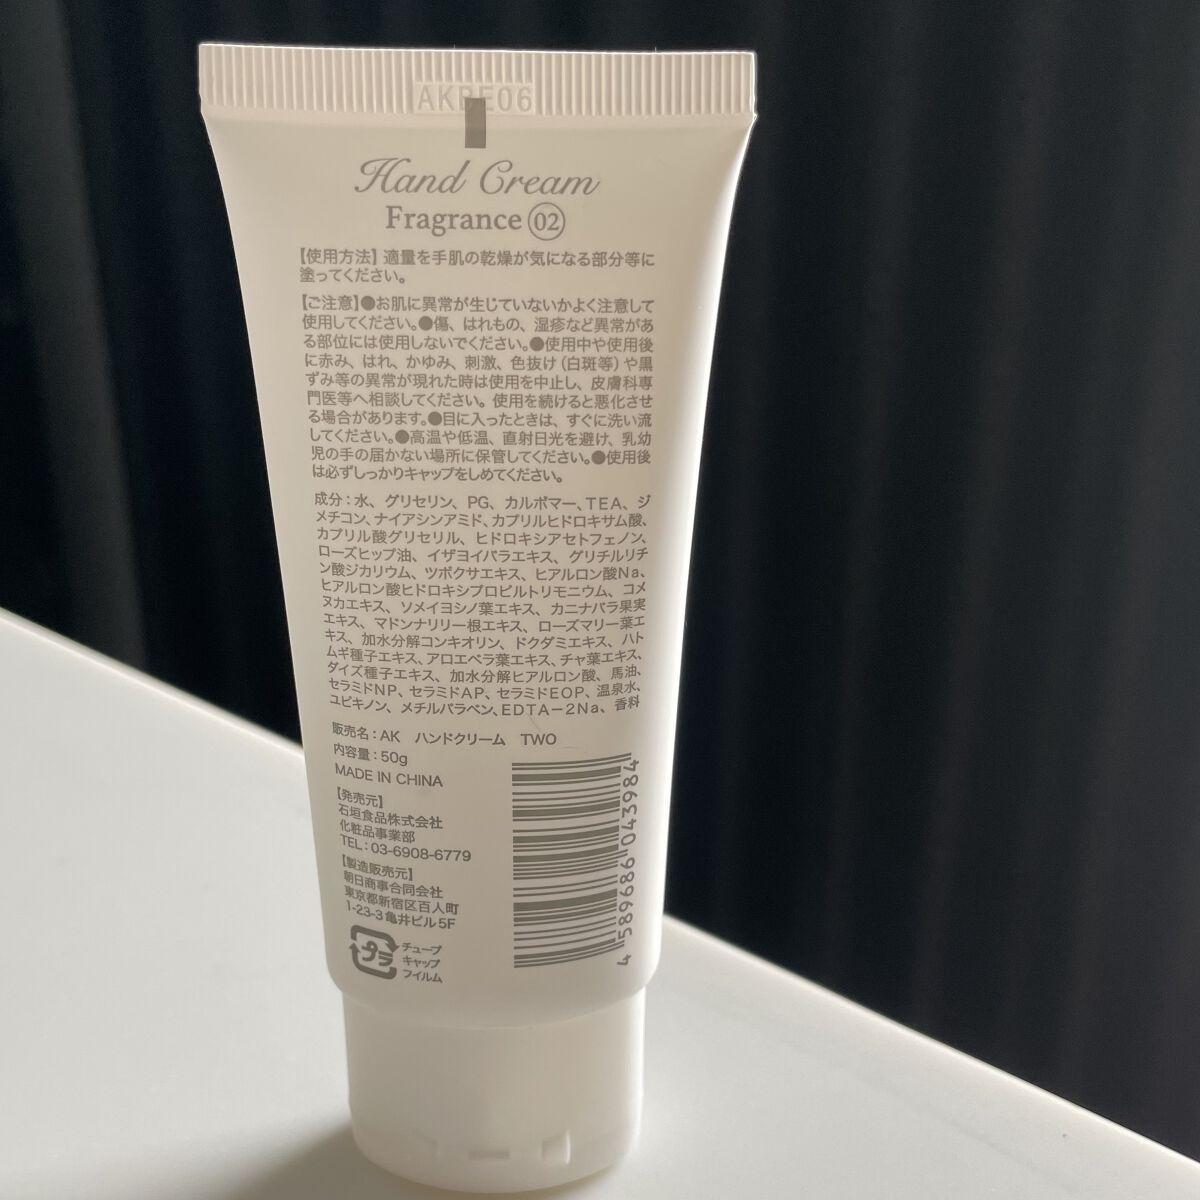 AKBE06
Hand Cream
Fragrance 02
【使用方法】適量を手肌の乾燥が気になる部分等に
塗ってください。
【ご注意】●お肌に異常が生じていないかよく注意して
使用してください。●傷、はれもの、湿疹など異常があ
る部位には使用しないでください。●使用中や使用後
に赤み、はれ、かゆみ、刺激、色抜け(白斑等)や黒
ずみ等の異常が現れた時は使用を中止し、皮膚科専
門医等へ相談してください。使用を続けると悪化させ
る場合があります。●目に入ったときは、すぐに洗い流
してください。●高温や低温、直射日光を避け、乳幼
児の手の届かない場所に保管してください。●使用後
は必ずしっかりキャップをしめてください。
成分：水、グリセリン、PG、カルボマー、TEA、ジ
メチコン、ナイアシンアミド、カプリルヒドロキサム酸、
カプリル酸グリセリル、ヒドロキシアセトフェノン、
ローズヒップ油、イザヨイバラエキス、グリチルリチ
ン酸ジカリウム、ツボクサエキス、ヒアルロン酸Na、
ヒアルロン酸ヒドロキシプロピルトリモニウム、コメ
ヌカエキス、ソメイヨシノ葉エキス、カニナバラ果実
エキス、マドンナリリー根エキス、ローズマリー葉エ
キス、加水分解コンキオリン、ドクダミエキス、ハト
ムギ種子エキス、アロエベラ葉エキス、チャ葉エキス、
ダイズ種子エキス、加水分解ヒアルロン酸、馬油、
セラミドNP、セラミドAP、セラミドEOP、温泉水、
ユビキノン、メチルパラベン、EDTA－2Na、香料
販売名：AK ハンドクリーム TWO
内容量：50g
MADE IN CHINA
【発売元】
石垣食品株式会社
化粧品事業部
TEL：03-6908-6779
【製造販売元】
朝日商事合同会社
東京都新宿区百人町
1-23-3亀井ビル5F
プラ
チューブ
キャップ
フィルム
4 589686 043984